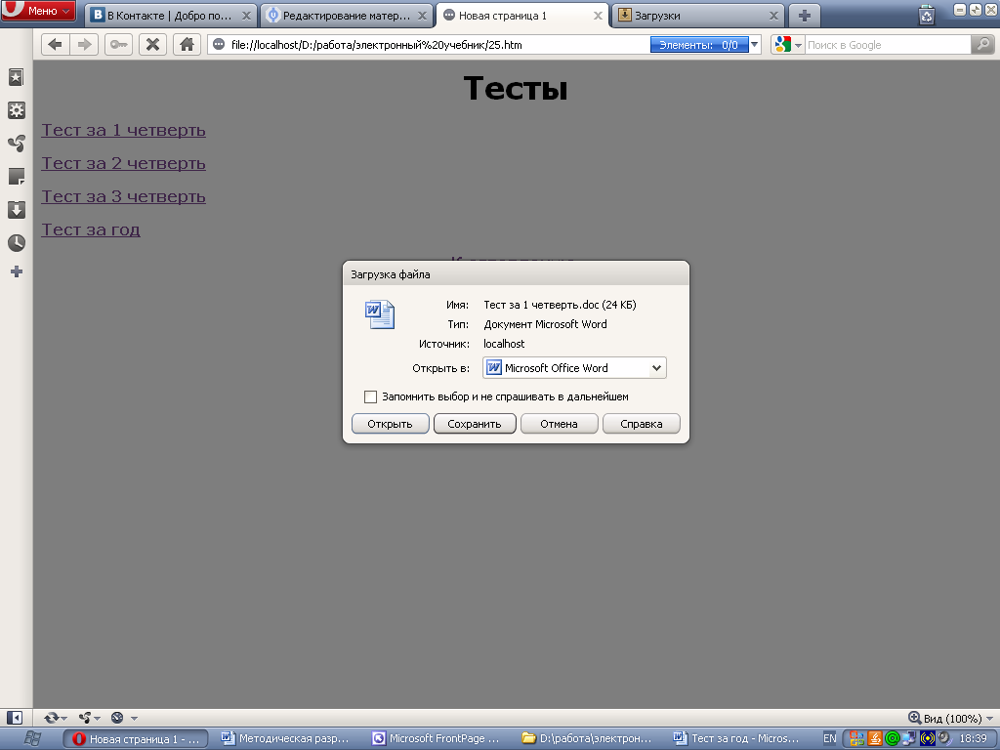 Меню
В Контакте | Добро по...
Редактирование матер...
Новая страница 1
Загрузки
file://localhost/D:/работа/электронный%20учебник/25.htm
Элементы: 0/0
Поиск в Google
Тесты
Тест за 1 четверть
Тест за 2 четверть
Тест за 3 четверть
Тест за год
Загрузка файла
Имя: Тест за 1 четверть.doc (24 КБ)
Тип: Документ Microsoft Word
Источник: localhost
Открыть в: Microsoft Office Word
Запомнить выбор и не спрашивать в дальнейшем
Открыть Сохранить Отмена Справка
Вид (100%)
Новая страница 1 - ...
Методическая разр...
Microsoft FrontPage ...
D:\работа\электрон...
Тест за год - Micros...
EN
18:39